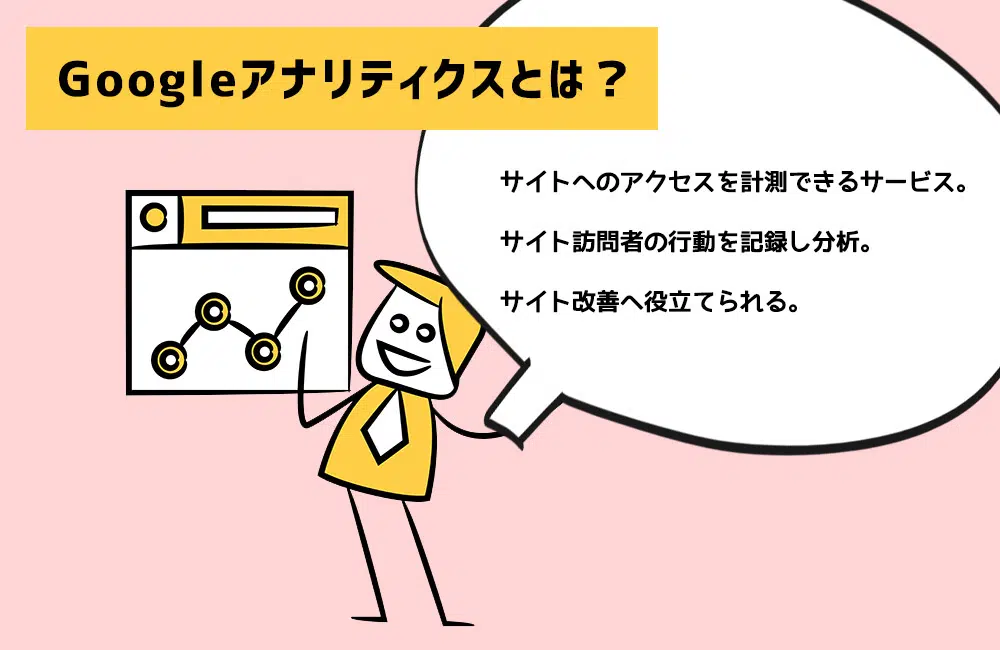 Googleアナリティクスとは？
サイトへのアクセスを計測できるサービス。
サイト訪問者の行動を記録し分析。
サイト改善へ役立てられる。